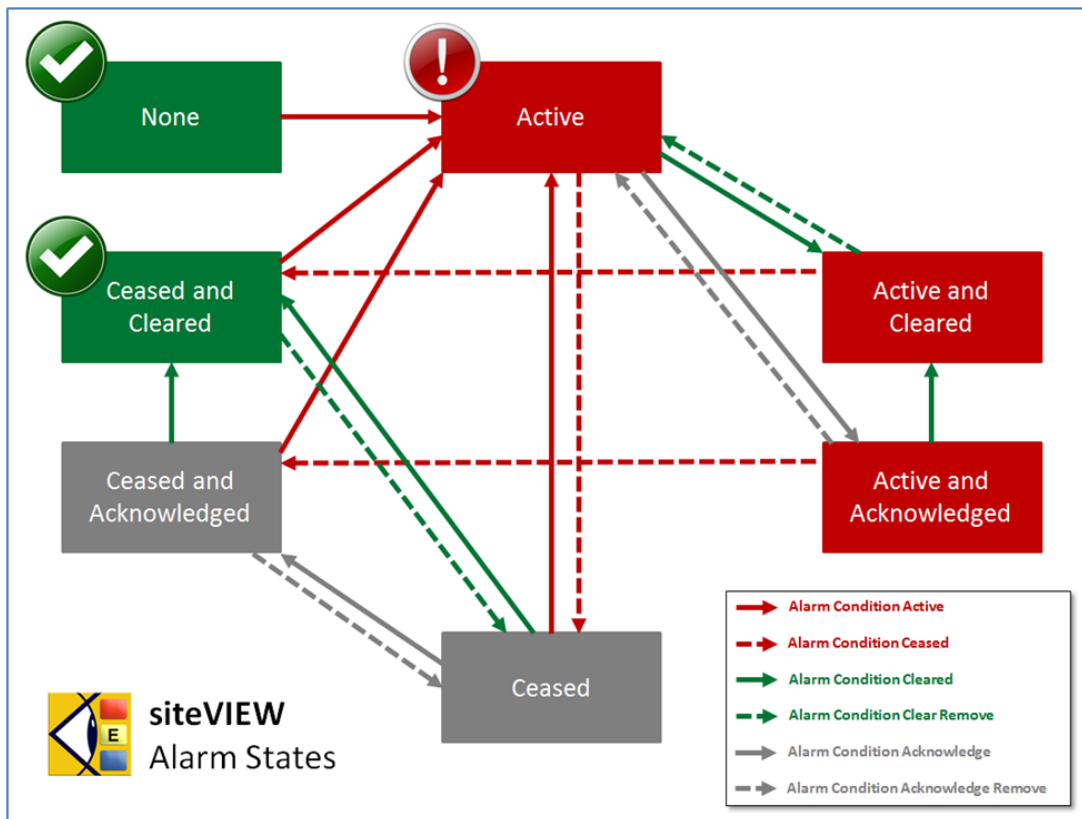 None
Active
Ceased and
Cleared
Active and
Cleared
Ceased and
Acknowledged
Active and
Acknowledged
Ceased
Alarm Condition Active
Alarm Condition Ceased
Alarm Condition Cleared
Alarm Condition Clear Remove
Alarm Condition Acknowledge
Alarm Condition Acknowledge Remove
E
siteVIEW
Alarm States